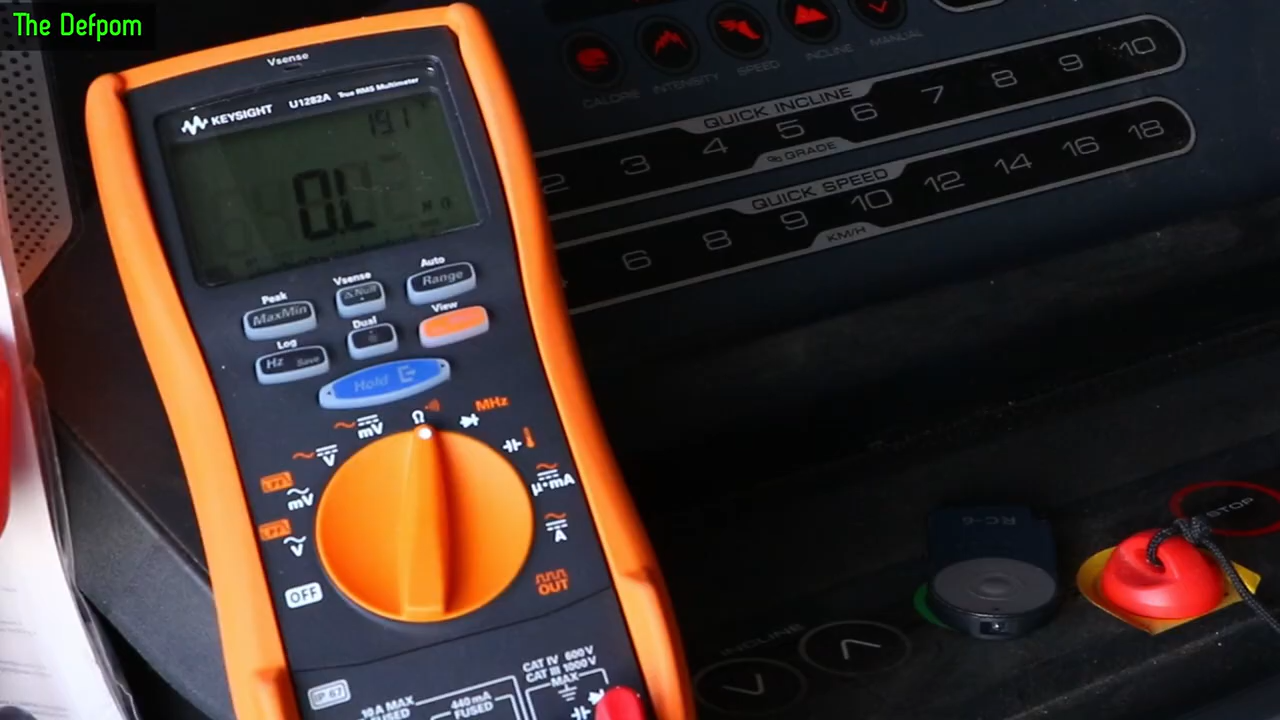 The Defpom
Vsense
KEYSIGHT U1282A True RMS Multimeter
19.1
0.L
MΩ
Peak
MaxMin
Vsense
Null
Auto
Range
Log
Hz Save
Dual
View
Hold
Ω
MHz
mV
V
mV
V
OFF
µ mA
A
OUT
IP 67
10A MAX
FUSED
440mA
FUSED
CAT IV 600V
CAT III 1000V
MAX
CALORIE INTENSITY SPEED INCLINE MANUAL
QUICK INCLINE
2 3 4 5 6 7 8 9 10
% GRADE
QUICK SPEED
6 8 9 10 12 14 16 18
KM/H
RC-6
STOP
INCLINE